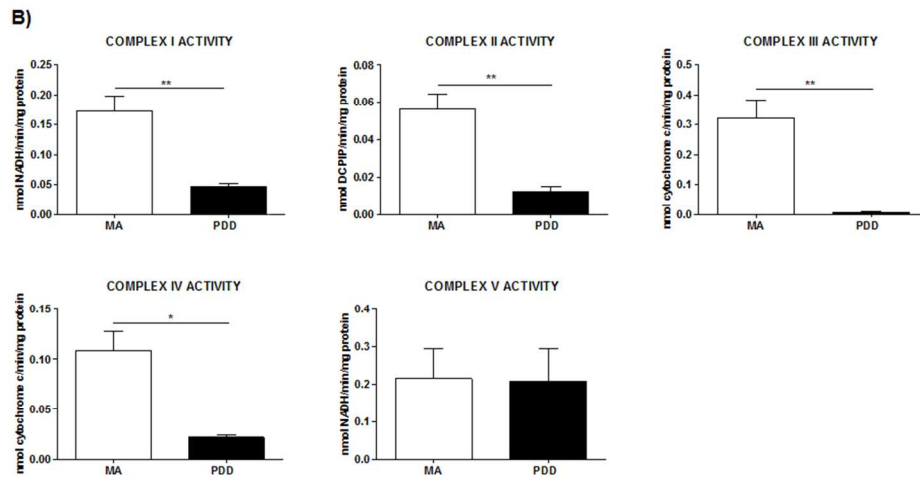 B)
COMPLEX I ACTIVITY
nmol NADH/min/mg protein
0.25
0.20
0.15
0.10
0.05
0.00
**
MA
PDD
COMPLEX II ACTIVITY
nmol DCPIP/min/mg protein
0.08
0.06
0.04
0.02
0.00
**
MA
PDD
COMPLEX III ACTIVITY
nmol cytochrome c/min/mg protein
0.5
0.4
0.3
0.2
0.1
0.0
**
MA
PDD
COMPLEX IV ACTIVITY
nmol cytochrome c/min/mg protein
0.15
0.10
0.05
0.00
*
MA
PDD
COMPLEX V ACTIVITY
nmol NADH/min/mg protein
0.4
0.3
0.2
0.1
0.0
MA
PDD